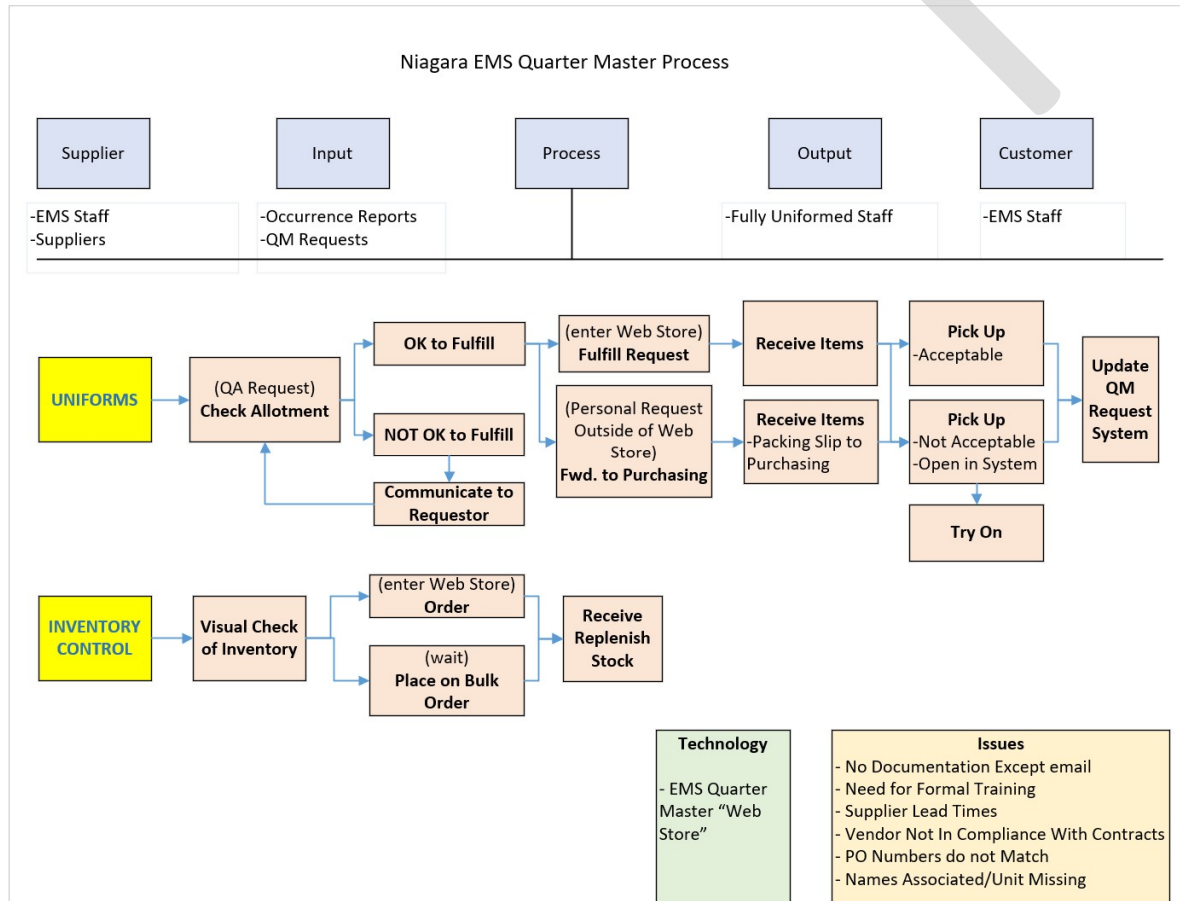 Niagara EMS Quarter Master Process
Supplier
Input
Process
Output
Customer
-EMS Staff
-Suppliers
-Occurrence Reports
-QM Requests
-Fully Uniformed Staff
-EMS Staff
UNIFORMS
(QA Request)
Check Allotment
OK to Fulfill
NOT OK to Fulfill
Communicate to
Requestor
(enter Web Store)
Fulfill Request
(Personal Request
Outside of Web
Store)
Fwd. to Purchasing
Receive Items
Receive Items
-Packing Slip to
Purchasing
Pick Up
-Acceptable
Pick Up
-Not Acceptable
-Open in System
Try On
Update
QM
Request
System
INVENTORY
CONTROL
Visual Check
of Inventory
(enter Web Store)
Order
(wait)
Place on Bulk
Order
Receive
Replenish
Stock
Technology
- EMS Quarter
Master “Web
Store”
Issues
- No Documentation Except email
- Need for Formal Training
- Supplier Lead Times
- Vendor Not In Compliance With Contracts
- PO Numbers do not Match
- Names Associated/Unit Missing